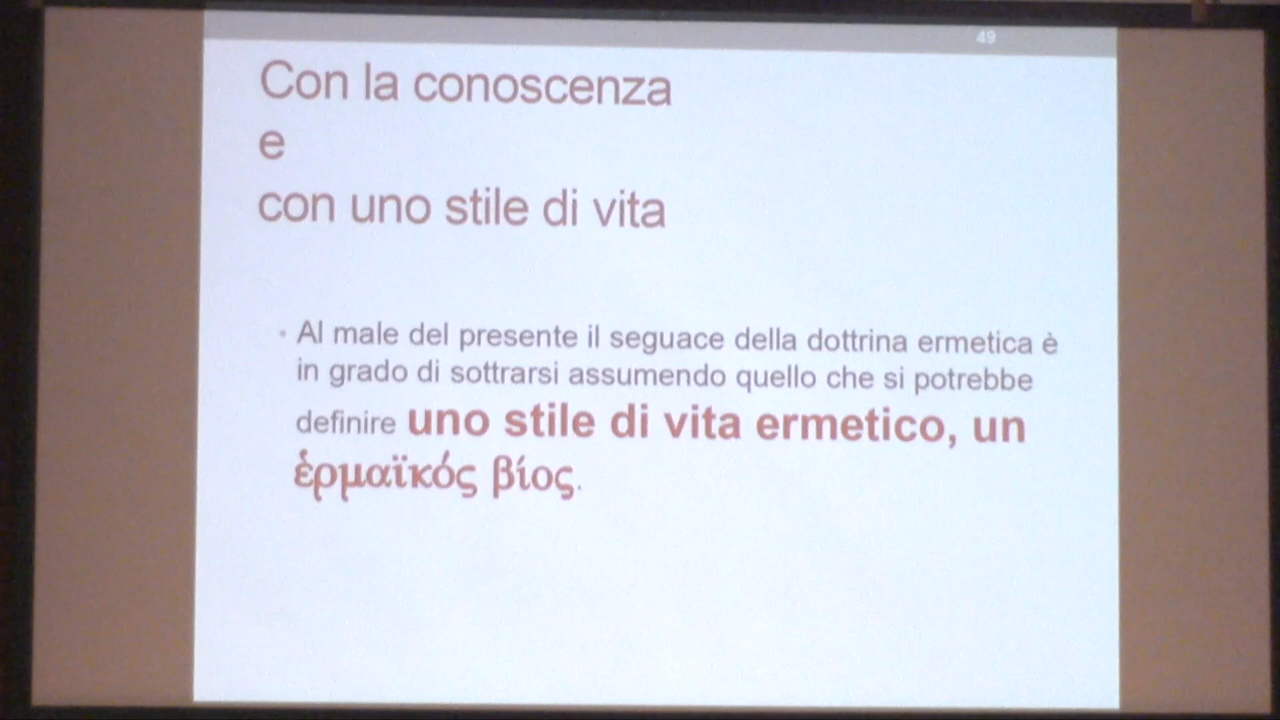 49
Con la conoscenza
e
con uno stile di vita
• Al male del presente il seguace della dottrina ermetica è
in grado di sottrarsi assumendo quello che si potrebbe
definire uno stile di vita ermetico, un
ἑρμαϊκός βίος.